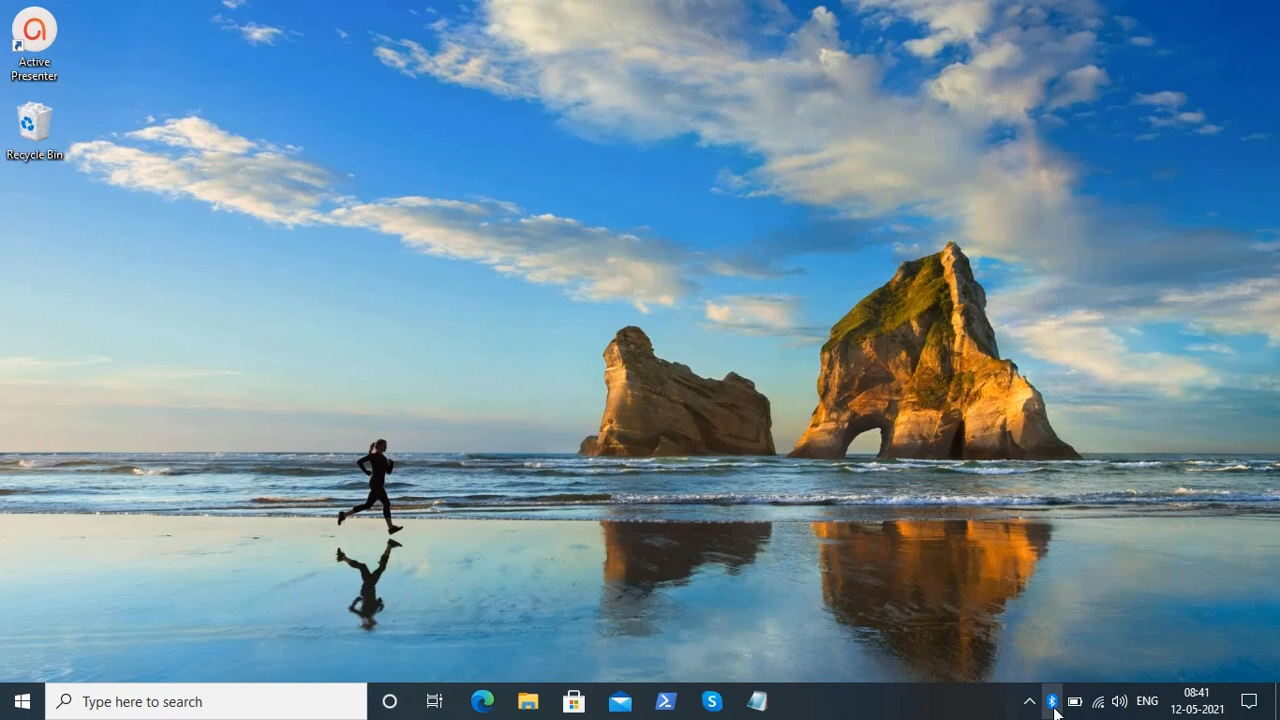 Active
Presenter
Recycle Bin
Type here to search
ENG
08:41
12-05-2021